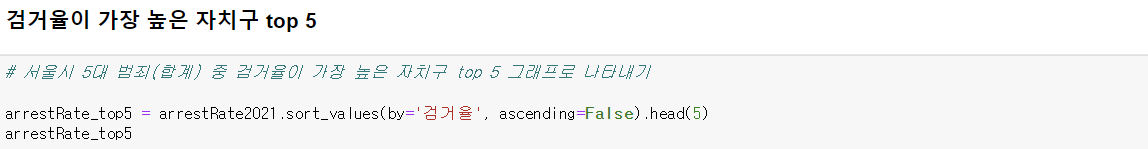 검거율이 가장 높은 자치구 top 5
# 서울시 5대 범죄(합계) 중 검거율이 가장 높은 자치구 top 5 그래프로 나타내기
arrestRate_top5 = arrestRate2021.sort_values(by='검거율', ascending=False).head(5)
arrestRate_top5